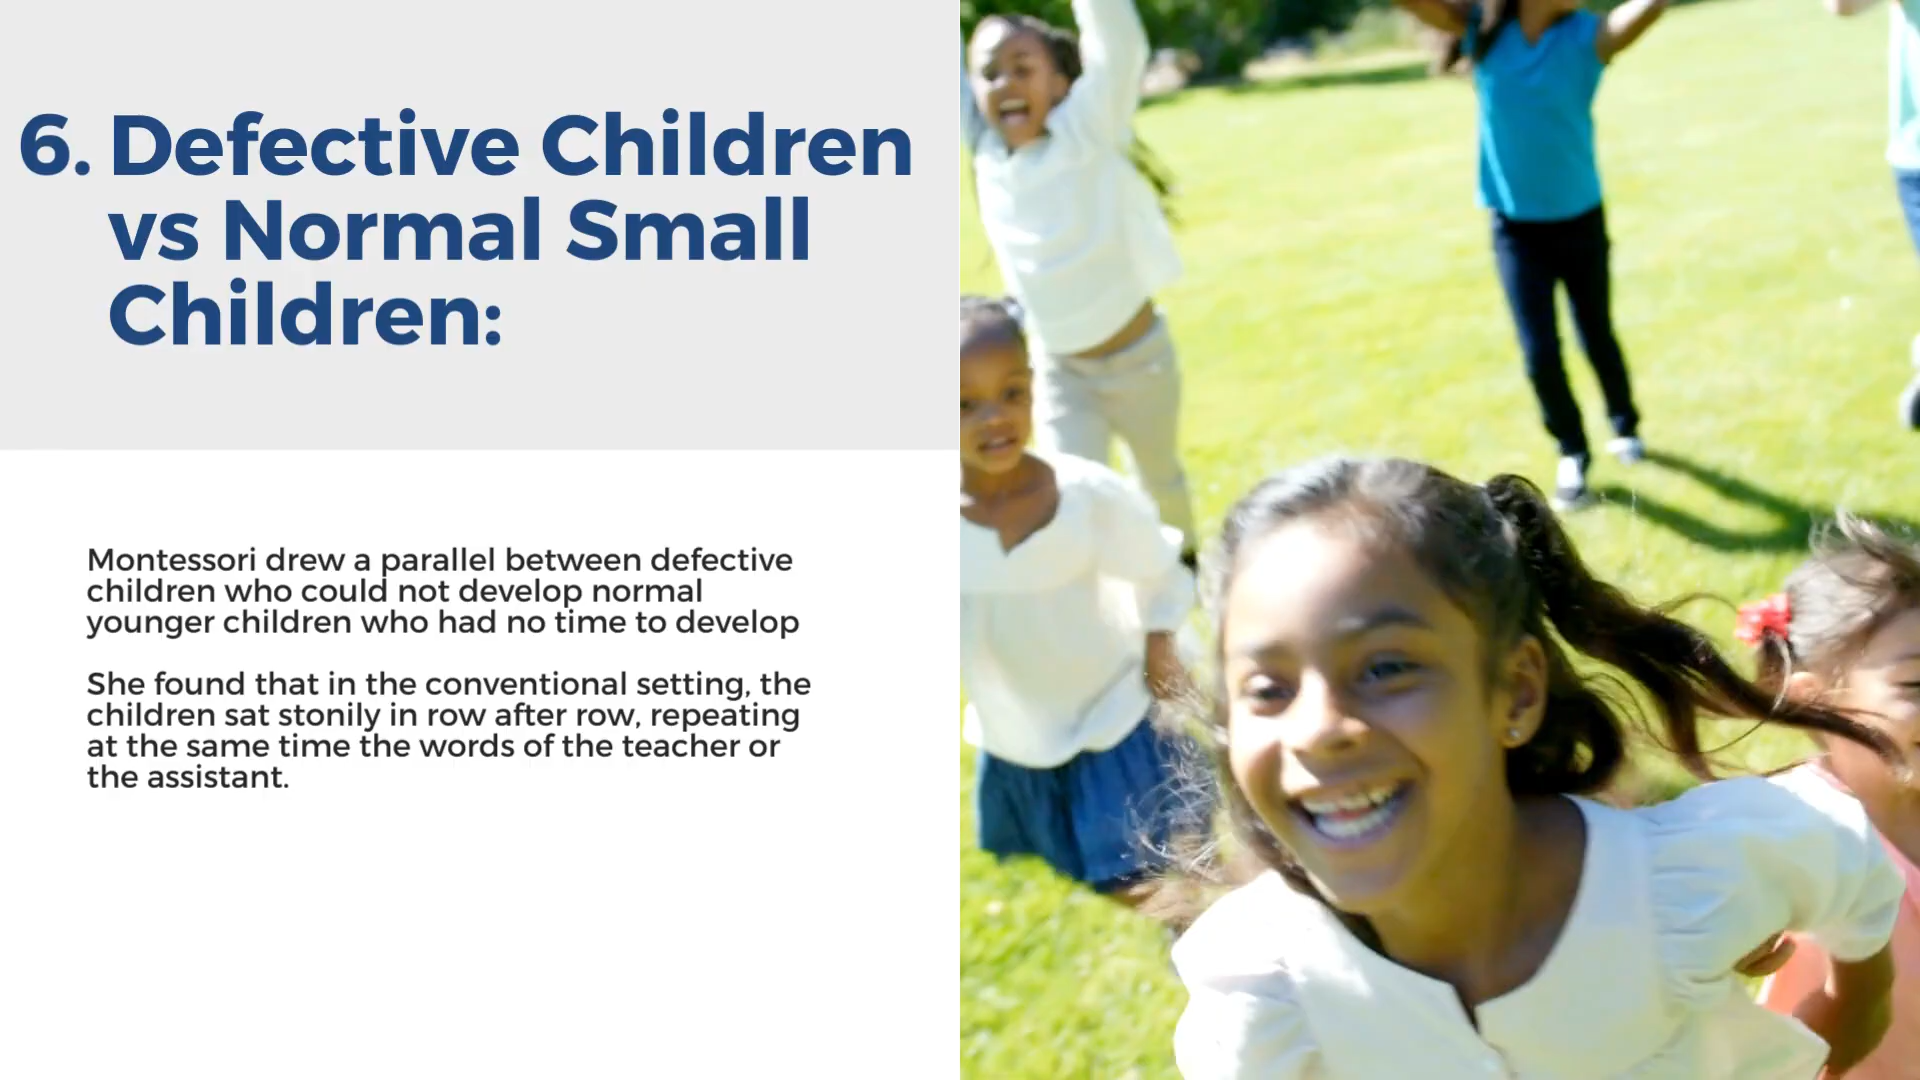 6. Defective Children
vs Normal Small
Children:
Montessori drew a parallel between defective
children who could not develop normal
younger children who had no time to develop
She found that in the conventional setting, the
children sat stonily in row after row, repeating
at the same time the words of the teacher or
the assistant.